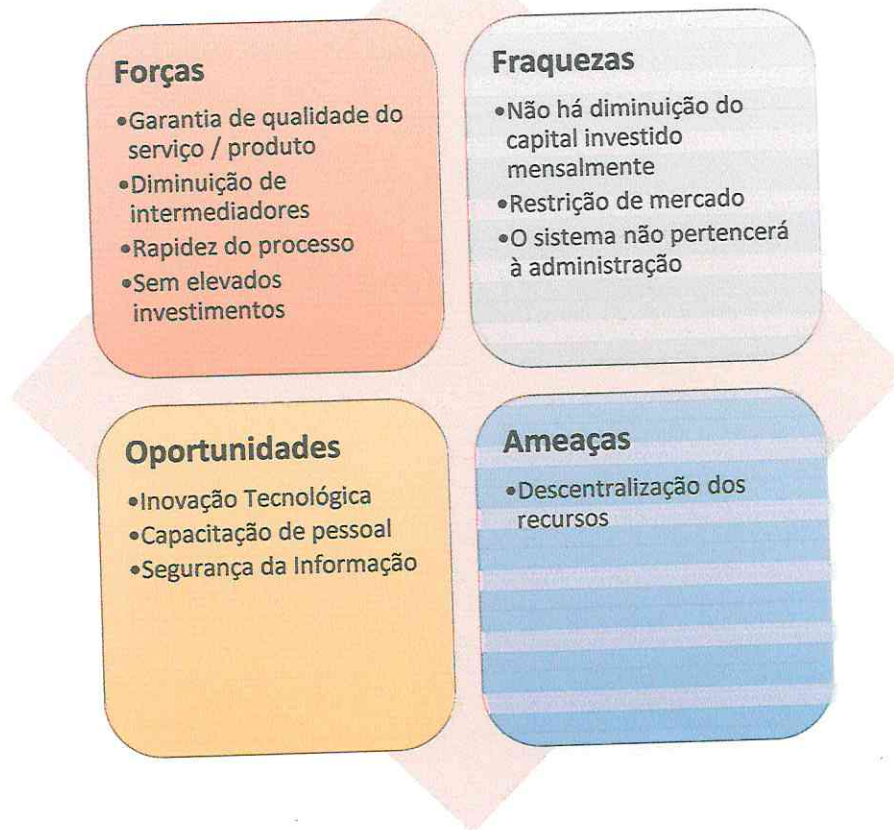 Forças
•Garantia de qualidade do
serviço / produto
•Diminuição de
intermediadores
•Rapidez do processo
•Sem elevados
investimentos
Fraquezas
•Não há diminuição do
capital investido
mensalmente
•Restrição de mercado
•O sistema não pertencerá
à administração
Oportunidades
•Inovação Tecnológica
•Capacitação de pessoal
•Segurança da Informação
Ameaças
•Descentralização dos
recursos